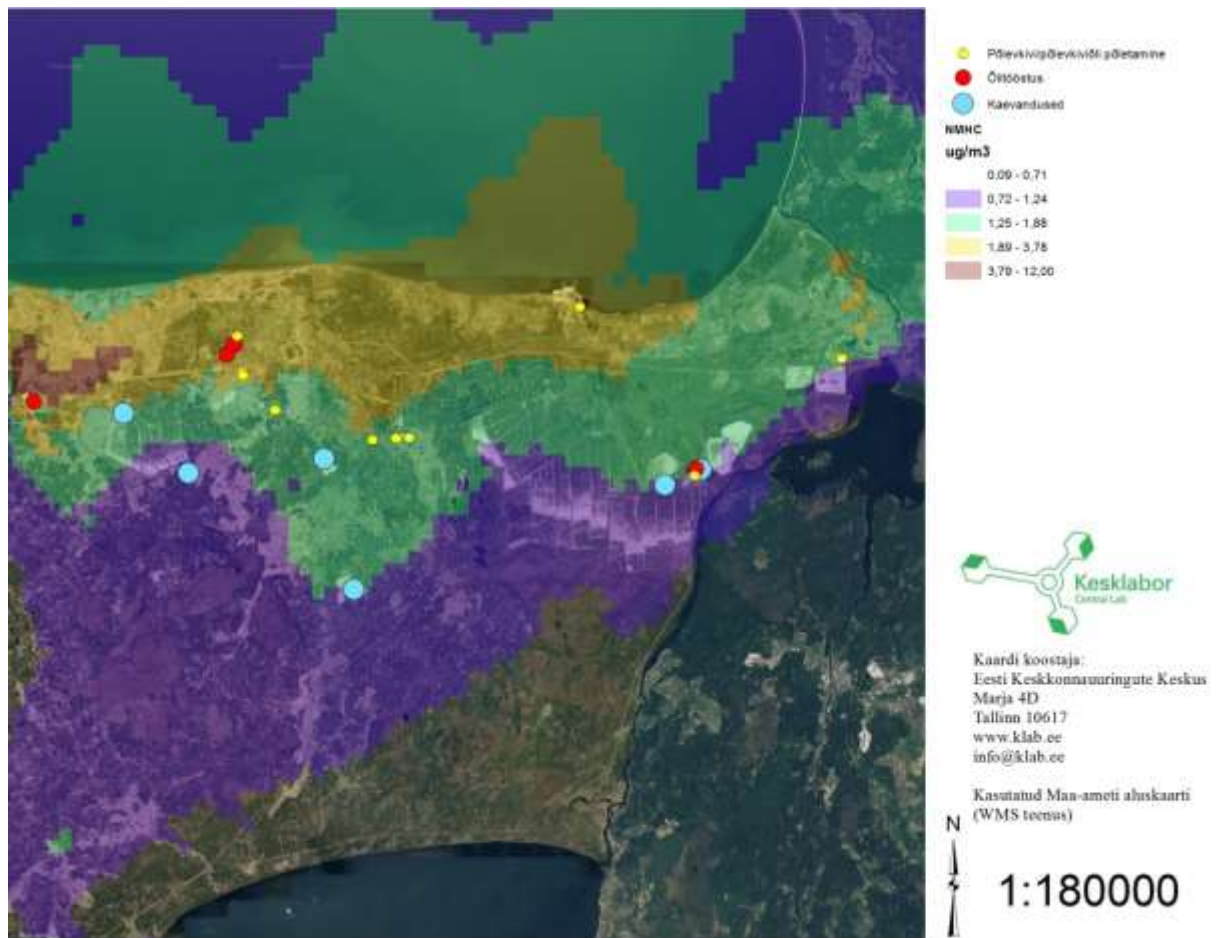 Põlevkivi/põlevkiviõli põletamine
Õlitööstus
Kaevandused
NMHC
ug/m3
0,09 - 0,71
0,72 - 1,24
1,25 - 1,88
1,89 - 3,78
3,79 - 12,00
Kesklabor
Central Lab
Kaardi koostaja:
Eesti Keskkonnauuringute Keskus
Marja 4D
Tallinn 10617
www.klab.ee
info@klab.ee
Kasutatud Maa-ameti aluskaarti
(WMS teenus)
N
1:180000